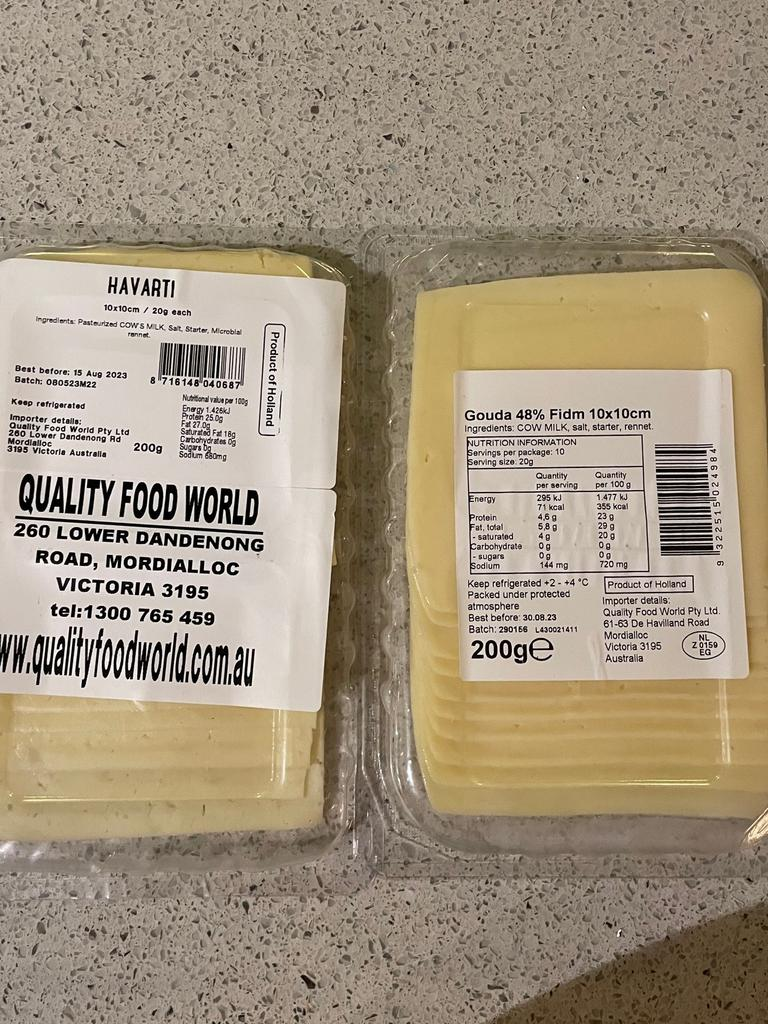 HAVARTI
10x10cm / 20g each
Ingredients: Pasteurized COW'S MILK, Salt, Starter, Microbial
rennet.
Product of Holland
8 716148 040687
Best before: 15 Aug 2023
Batch: 080523M22
Keep refrigerated
Importer details:
Quality Food World Pty Ltd
260 Lower Dandenong Rd
Mordialloc
3195 Victoria Australia
200g
Nutritional value per 100g
Energy 1.426kJ
Protein 25.0g
Fat 27.0g
Saturated Fat 18g
Carbohydrates 0g
Sugars 0g
Sodium 680mg
QUALITY FOOD WORLD
260 LOWER DANDENONG
ROAD, MORDIALLOC
VICTORIA 3195
tel:1300 765 459
www.qualityfoodworld.com.au
Gouda 48% Fidm 10x10cm
Ingredients: COW MILK, salt, starter, rennet.
NUTRITION INFORMATION
Servings per package: 10
Serving size: 20g
Quantity per serving Quantity per 100 g
Energy 295 kJ 1.477 kJ
71 kcal 355 kcal
Protein 4,6 g 23 g
Fat, total 5,8 g 29 g
- saturated 4 g 20 g
Carbohydrate 0 g 0 g
- sugars 0 g 0 g
Sodium 144 mg 720 mg
9 322515 024984
Keep refrigerated +2 - +4 °C
Packed under protected
atmosphere
Best before: 30.08.23
Batch: 290156 L430021411
200g℮
Product of Holland
Importer details:
Quality Food World Pty Ltd.
61-63 De Havilland Road
Mordialloc
Victoria 3195
Australia
NL
Z 0159
EG